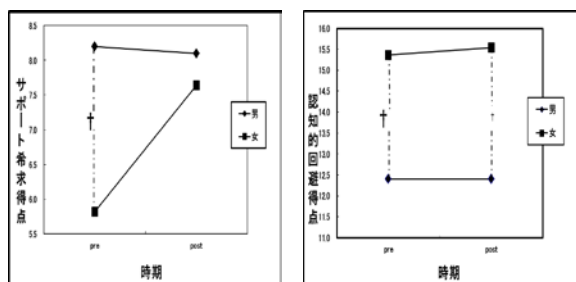 サポート希求得点
8.5
8.0
7.5
7.0
6.5
6.0
5.5
†
pre
post
時期
男
女
認知的回避得点
16.0
15.5
15.0
14.5
14.0
13.5
13.0
12.5
12.0
11.5
11.0
†
†
pre
post
時期
男
女